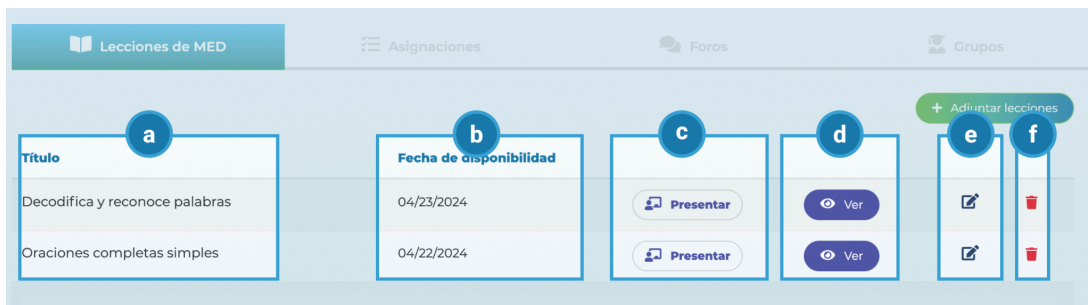 Lecciones de MED Asignaciones Foros Grupos
+ Adjuntar lecciones
a b c d e f
Título Fecha de disponibilidad
Decodifica y reconoce palabras 04/23/2024 Presentar Ver
Oraciones completas simples 04/22/2024 Presentar Ver